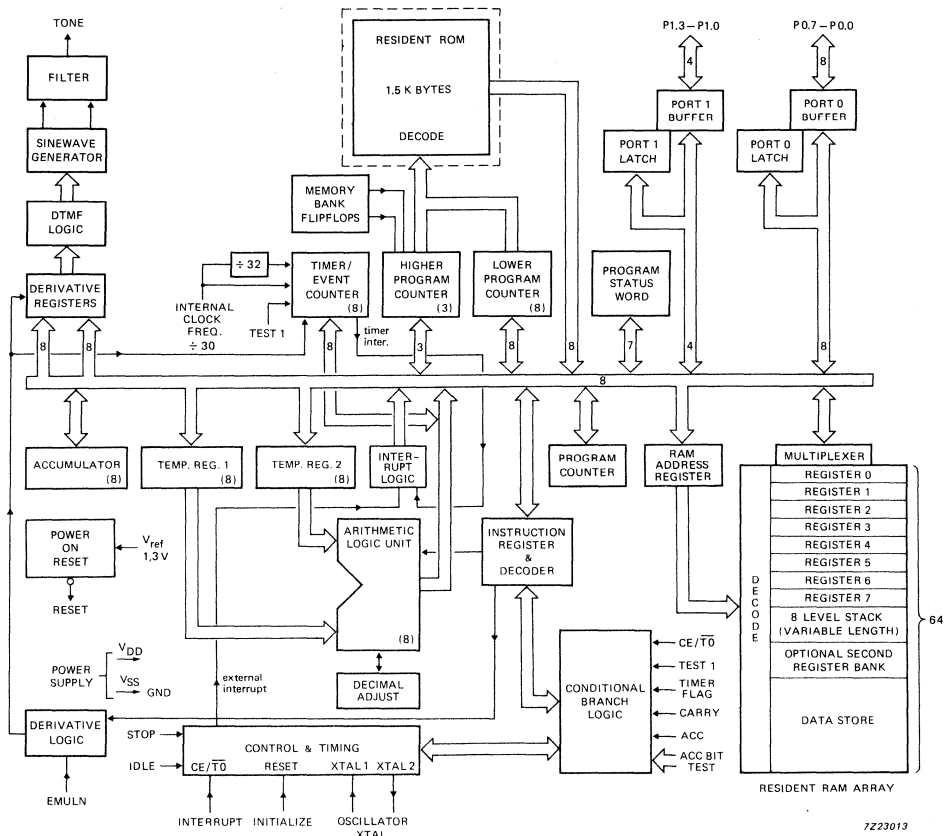 TONE
FILTER
SINEWAVE
GENERATOR
DTMF
LOGIC
DERIVATIVE
REGISTERS
8
8
RESIDENT ROM
1.5 K BYTES
DECODE
MEMORY
BANK
FLIPFLOPS
÷ 32
INTERNAL
CLOCK
FREQ.
÷ 30
TEST 1
TIMER/
EVENT
COUNTER
(8)
HIGHER
PROGRAM
COUNTER
(3)
LOWER
PROGRAM
COUNTER
(8)
8
timer
inter.
3
8
8
P1.3–P1.0
4
PORT 1
BUFFER
PORT 1
LATCH
P0.7–P0.0
8
PORT 0
BUFFER
PORT 0
LATCH
PROGRAM
STATUS
WORD
7
4
8
8
ACCUMULATOR
(8)
TEMP. REG. 1
(8)
TEMP. REG. 2
(8)
INTER-
RUPT
LOGIC
PROGRAM
COUNTER
RAM
ADDRESS
REGISTER
MULTIPLEXER
POWER
ON
RESET
Vref
1,3 V
RESET
ARITHMETIC
LOGIC UNIT
(8)
INSTRUCTION
REGISTER
&
DECODER
DECIMAL
ADJUST
POWER
SUPPLY
VDD
VSS
GND
external
interrupt
DERIVATIVE
LOGIC
EMULN
STOP
IDLE
CONTROL & TIMING
CE/T̅0̅
RESET
XTAL 1
XTAL 2
INTERRUPT
INITIALIZE
OSCILLATOR
XTAL
CONDITIONAL
BRANCH
LOGIC
CE/T̅0̅
TEST 1
TIMER
FLAG
CARRY
ACC
ACC BIT
TEST
DECODE
REGISTER 0
REGISTER 1
REGISTER 2
REGISTER 3
REGISTER 4
REGISTER 5
REGISTER 6
REGISTER 7
8 LEVEL STACK
(VARIABLE LENGTH)
OPTIONAL SECOND
REGISTER BANK
DATA STORE
64
RESIDENT RAM ARRAY
7Z23013